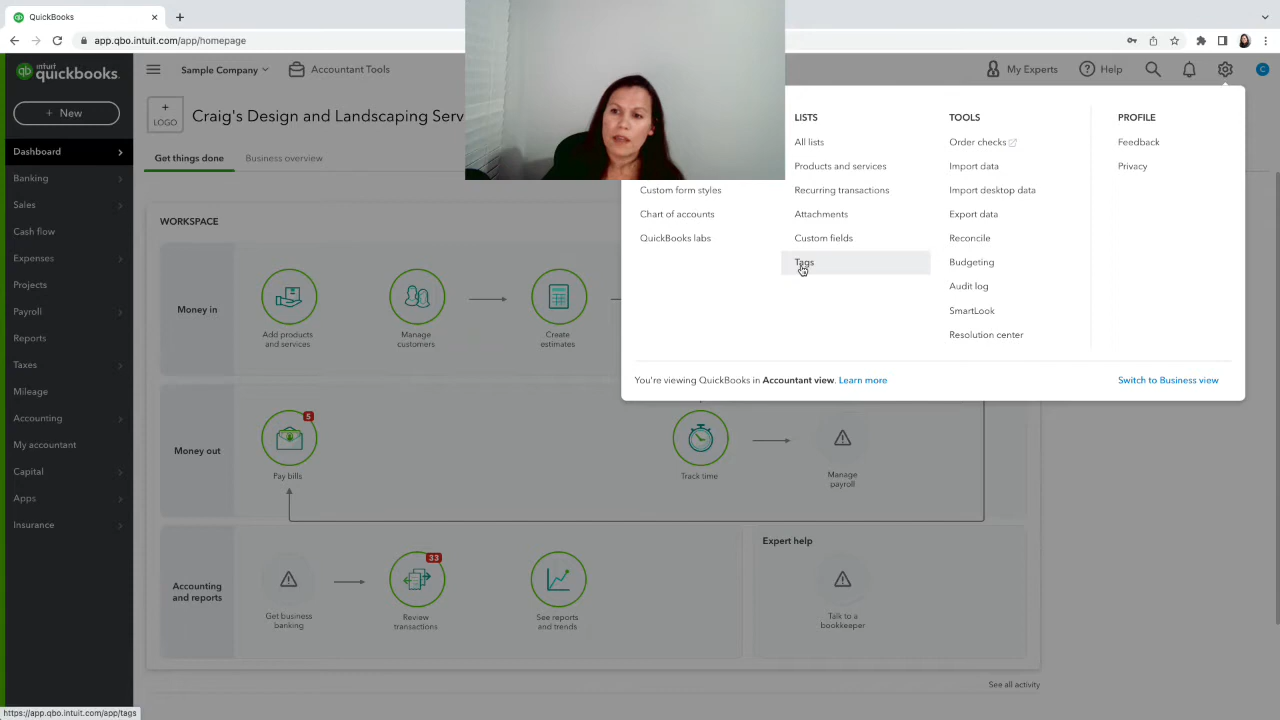 QuickBooks
app.qbo.intuit.com/app/homepage
qb
intuit
quickbooks.
Sample Company
Accountant Tools
My Experts
Help
C
+ New
+
LOGO
Craig's Design and Landscaping Serv
Get things done
Business overview
Dashboard
Banking
Sales
Cash flow
Expenses
Projects
Payroll
Reports
Taxes
Mileage
Accounting
My accountant
Capital
Apps
Insurance
Custom form styles
Chart of accounts
QuickBooks labs
LISTS
All lists
Products and services
Recurring transactions
Attachments
Custom fields
Tags
TOOLS
Order checks
Import data
Import desktop data
Export data
Reconcile
Budgeting
Audit log
SmartLook
Resolution center
PROFILE
Feedback
Privacy
You're viewing QuickBooks in Accountant view. Learn more
Switch to Business view
WORKSPACE
Money in
Add products
and services
Manage
customers
Create
estimates
Money out
5
Pay bills
Track time
Manage
payroll
Accounting
and reports
Get business
banking
33
Review
transactions
See reports
and trends
Expert help
Talk to a
bookkeeper
See all activity
https://app.qbo.intuit.com/app/tags